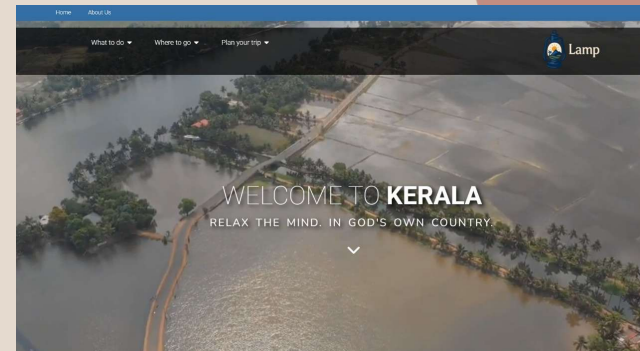 Home About Us
What to do Where to go Plan your trip Lamp
WELCOME TO KERALA
RELAX THE MIND. IN GOD'S OWN COUNTRY.